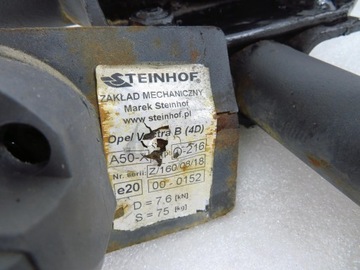 STEINHOF
ZAKŁAD MECHANICZNY
Marek Steinhof
www.steinhof.pl
Opel Vectra B (4D)
A50-X -216
Nr. serii: Z/160/08/18
e20 00-0152
D = 7,6 [kN]
S = 75 [kg]